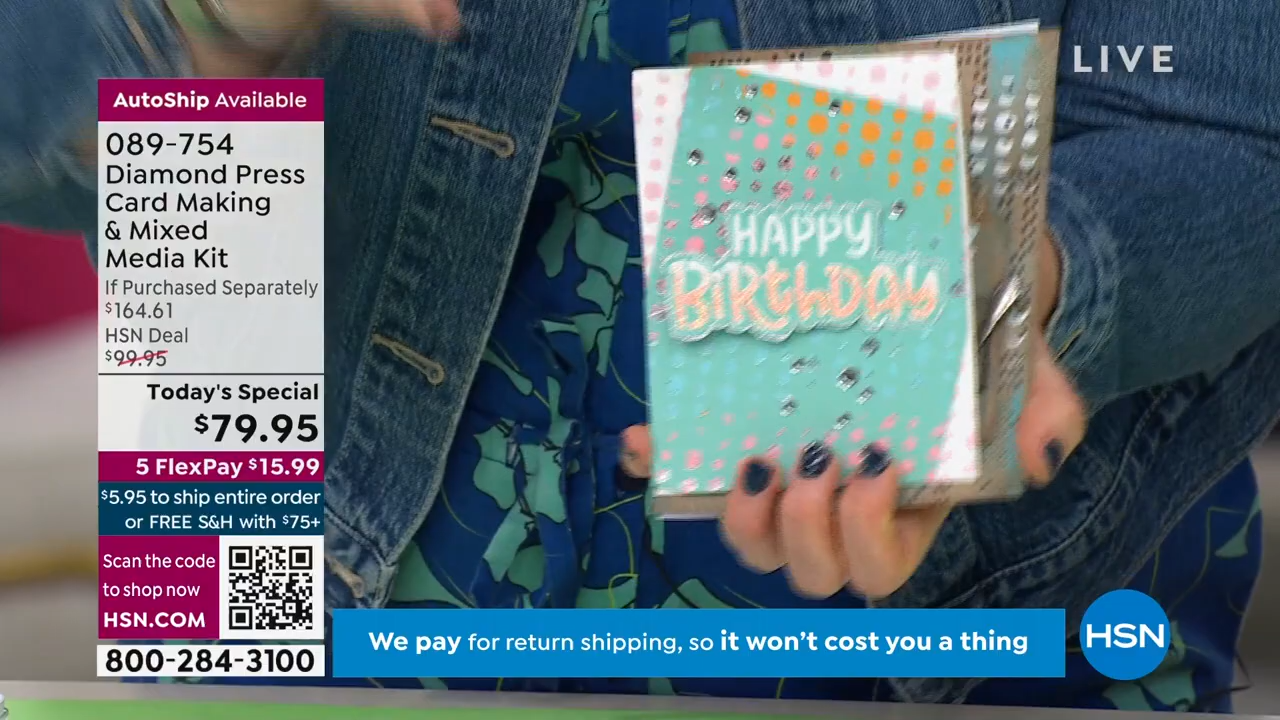 LIVE
AutoShip Available
089-754
Diamond Press
Card Making
& Mixed
Media Kit
If Purchased Separately
$164.61
HSN Deal
$99.95
Today's Special
$79.95
5 FlexPay $15.99
$5.95 to ship entire order
or FREE S&H with $75+
Scan the code
to shop now
HSN.COM
800-284-3100
HAPPY
BiRthDAY
We pay for return shipping, so it won't cost you a thing
HSN